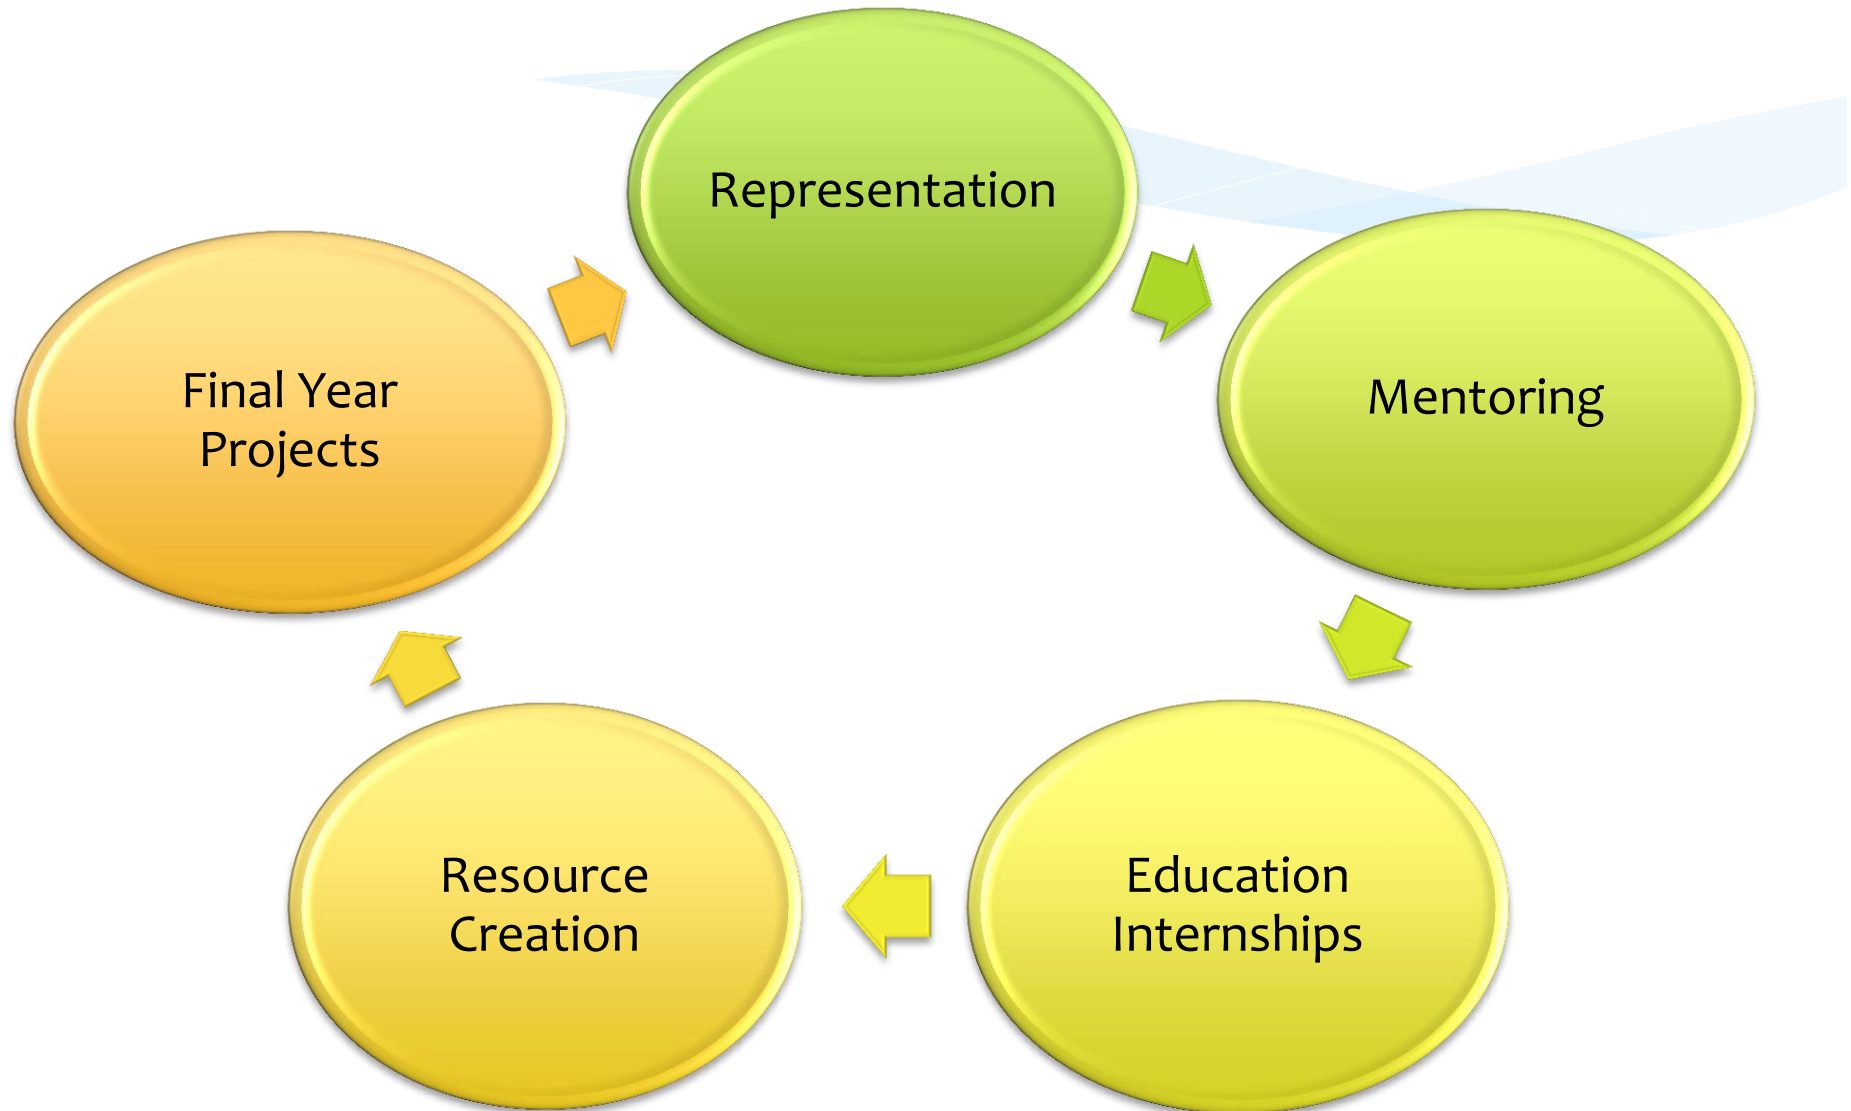 Representation
Mentoring
Education
Internships
Resource
Creation
Final Year
Projects